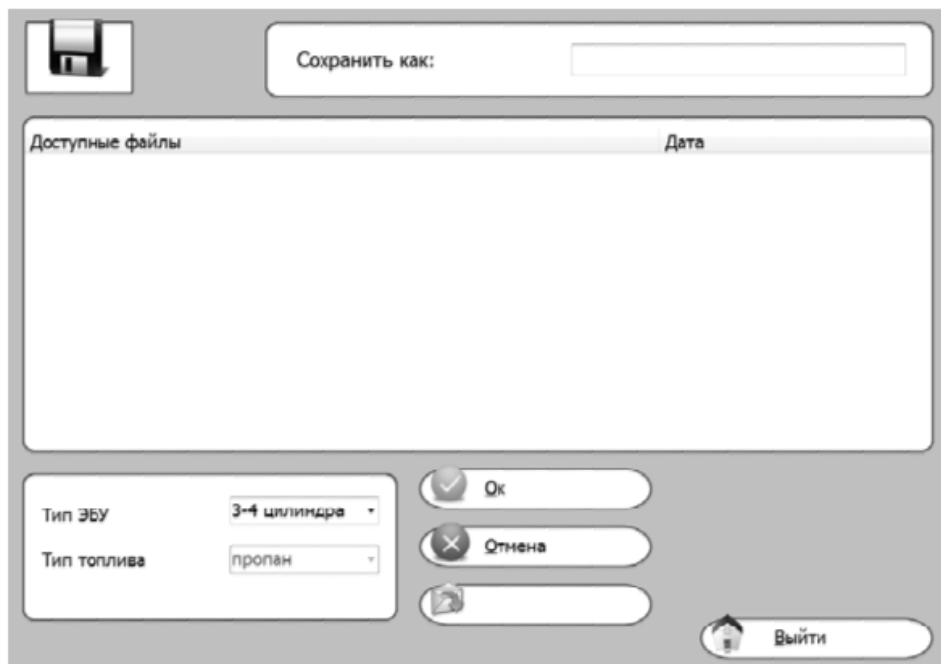 Сохранить как:
Доступные файлы Дата
Тип ЭБУ 3-4 цилиндра
Тип топлива пропан
Ок
Отмена
Выйти